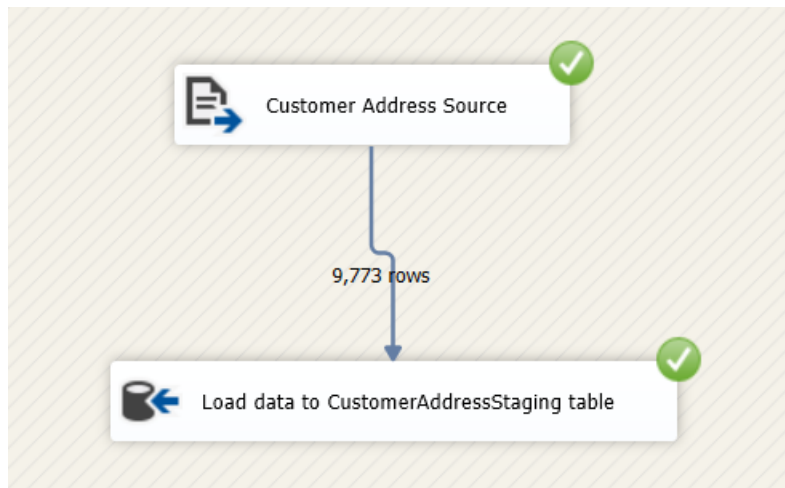 Customer Address Source
9,773 rows
Load data to CustomerAddressStaging table